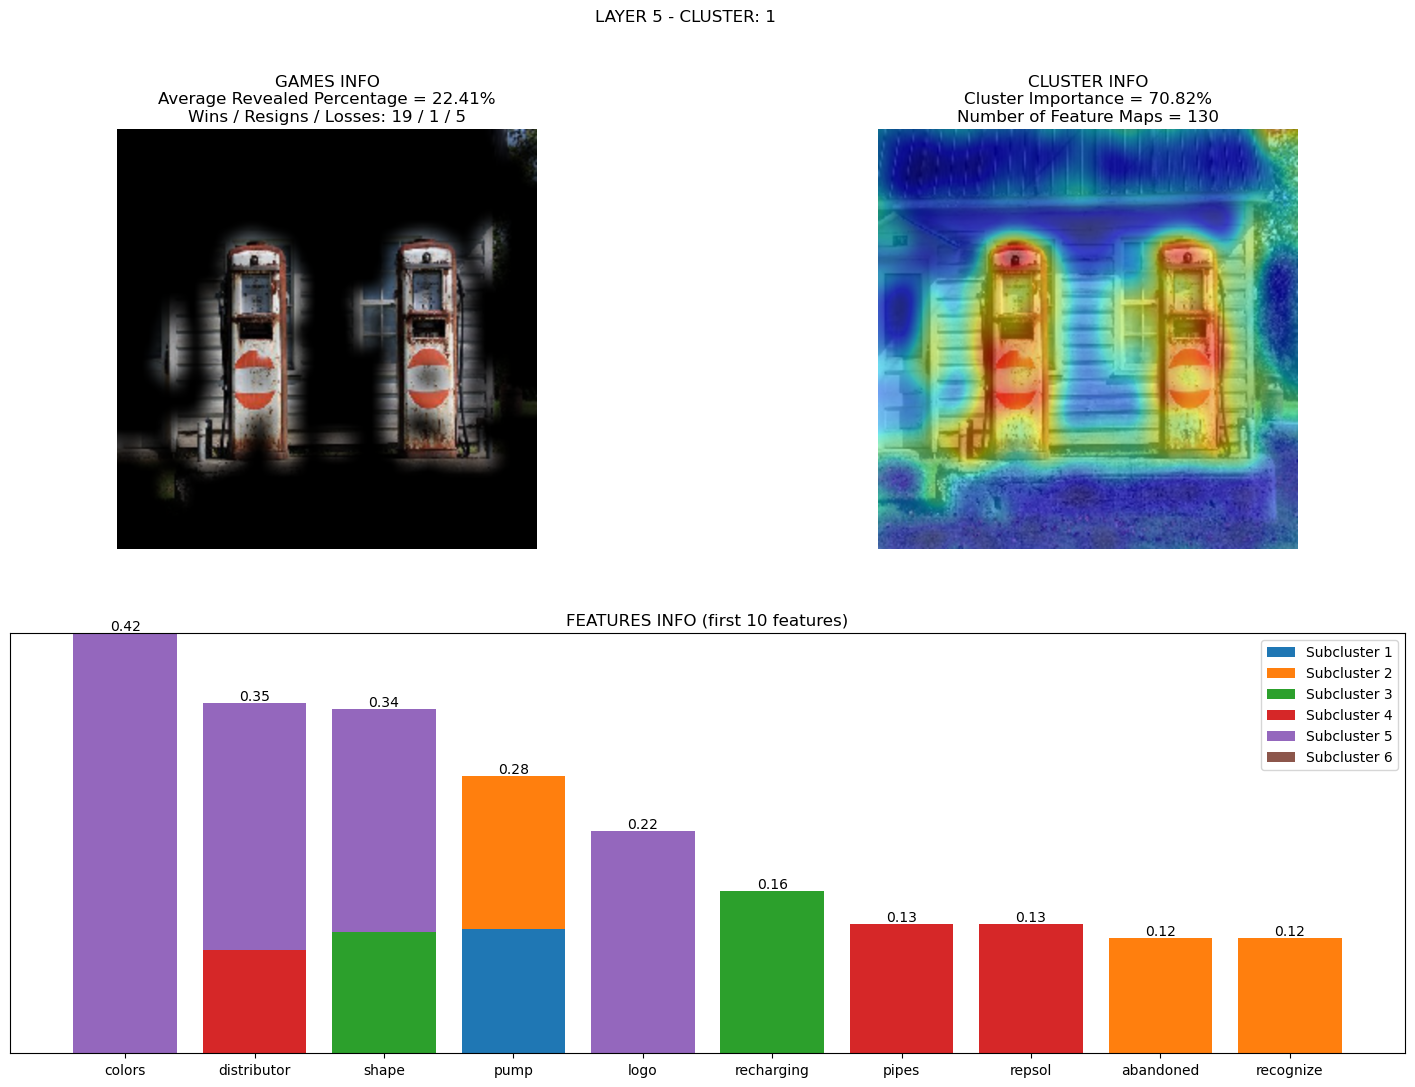 LAYER 5 - CLUSTER: 1
GAMES INFO
Average Revealed Percentage = 22.41%
Wins / Resigns / Losses: 19 / 1 / 5
CLUSTER INFO
Cluster Importance = 70.82%
Number of Feature Maps = 130
FEATURES INFO (first 10 features)
0.42
0.35
0.34
0.28
0.22
0.16
0.13
0.13
0.12
0.12
Subcluster 1
Subcluster 2
Subcluster 3
Subcluster 4
Subcluster 5
Subcluster 6
colors
distributor
shape
pump
logo
recharging
pipes
repsol
abandoned
recognize